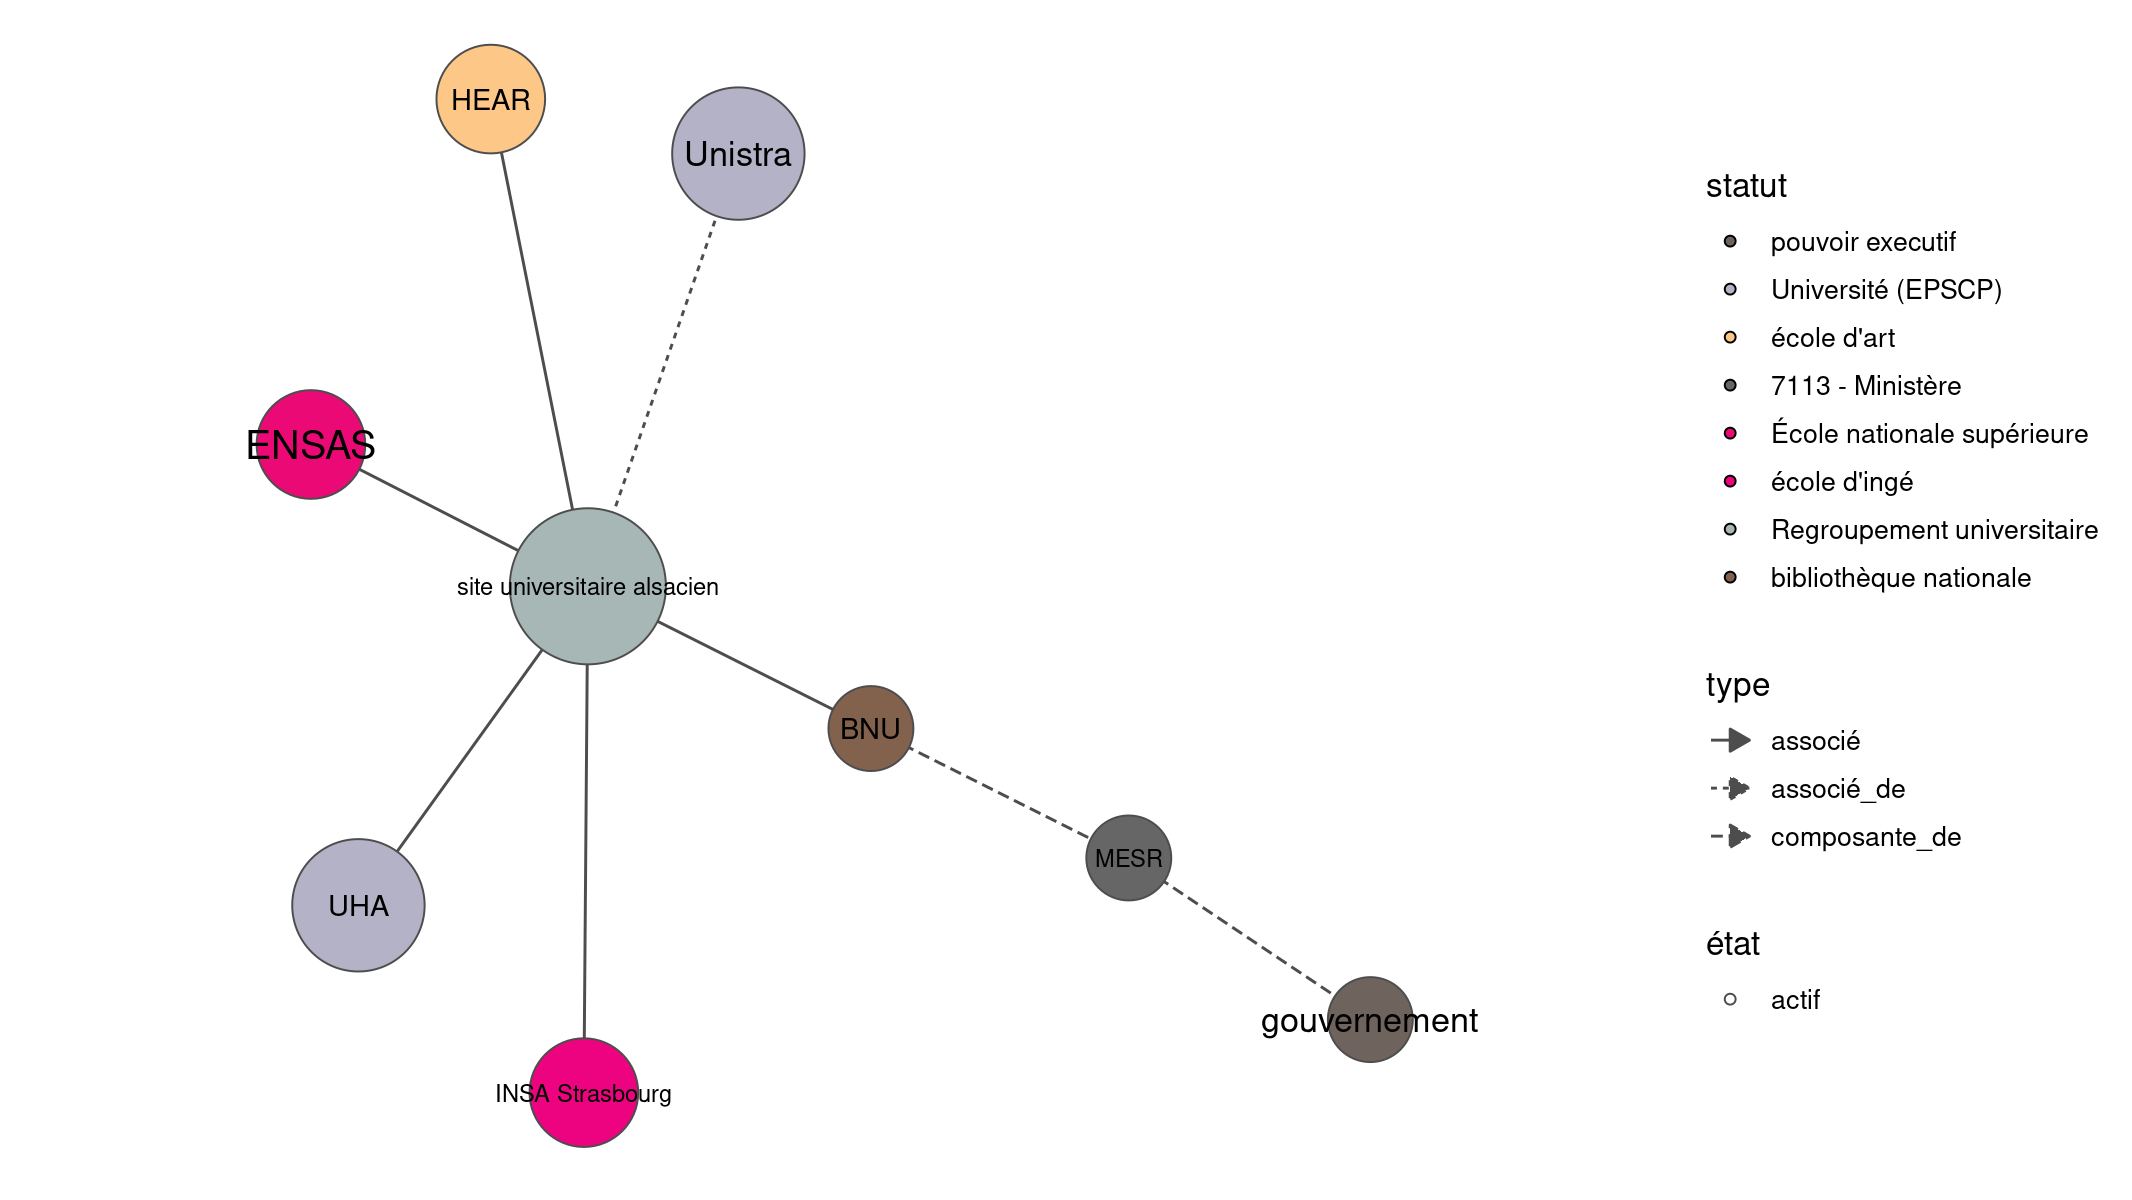 HEAR
Unistra
ENSAS
site universitaire alsacien
BNU
MESR
UHA
gouvernement
INSA Strasbourg
statut
pouvoir executif
Université (EPSCP)
école d'art
7113 - Ministère
École nationale supérieure
école d'ingé
Regroupement universitaire
bibliothèque nationale
type
associé
associé_de
composante_de
état
actif